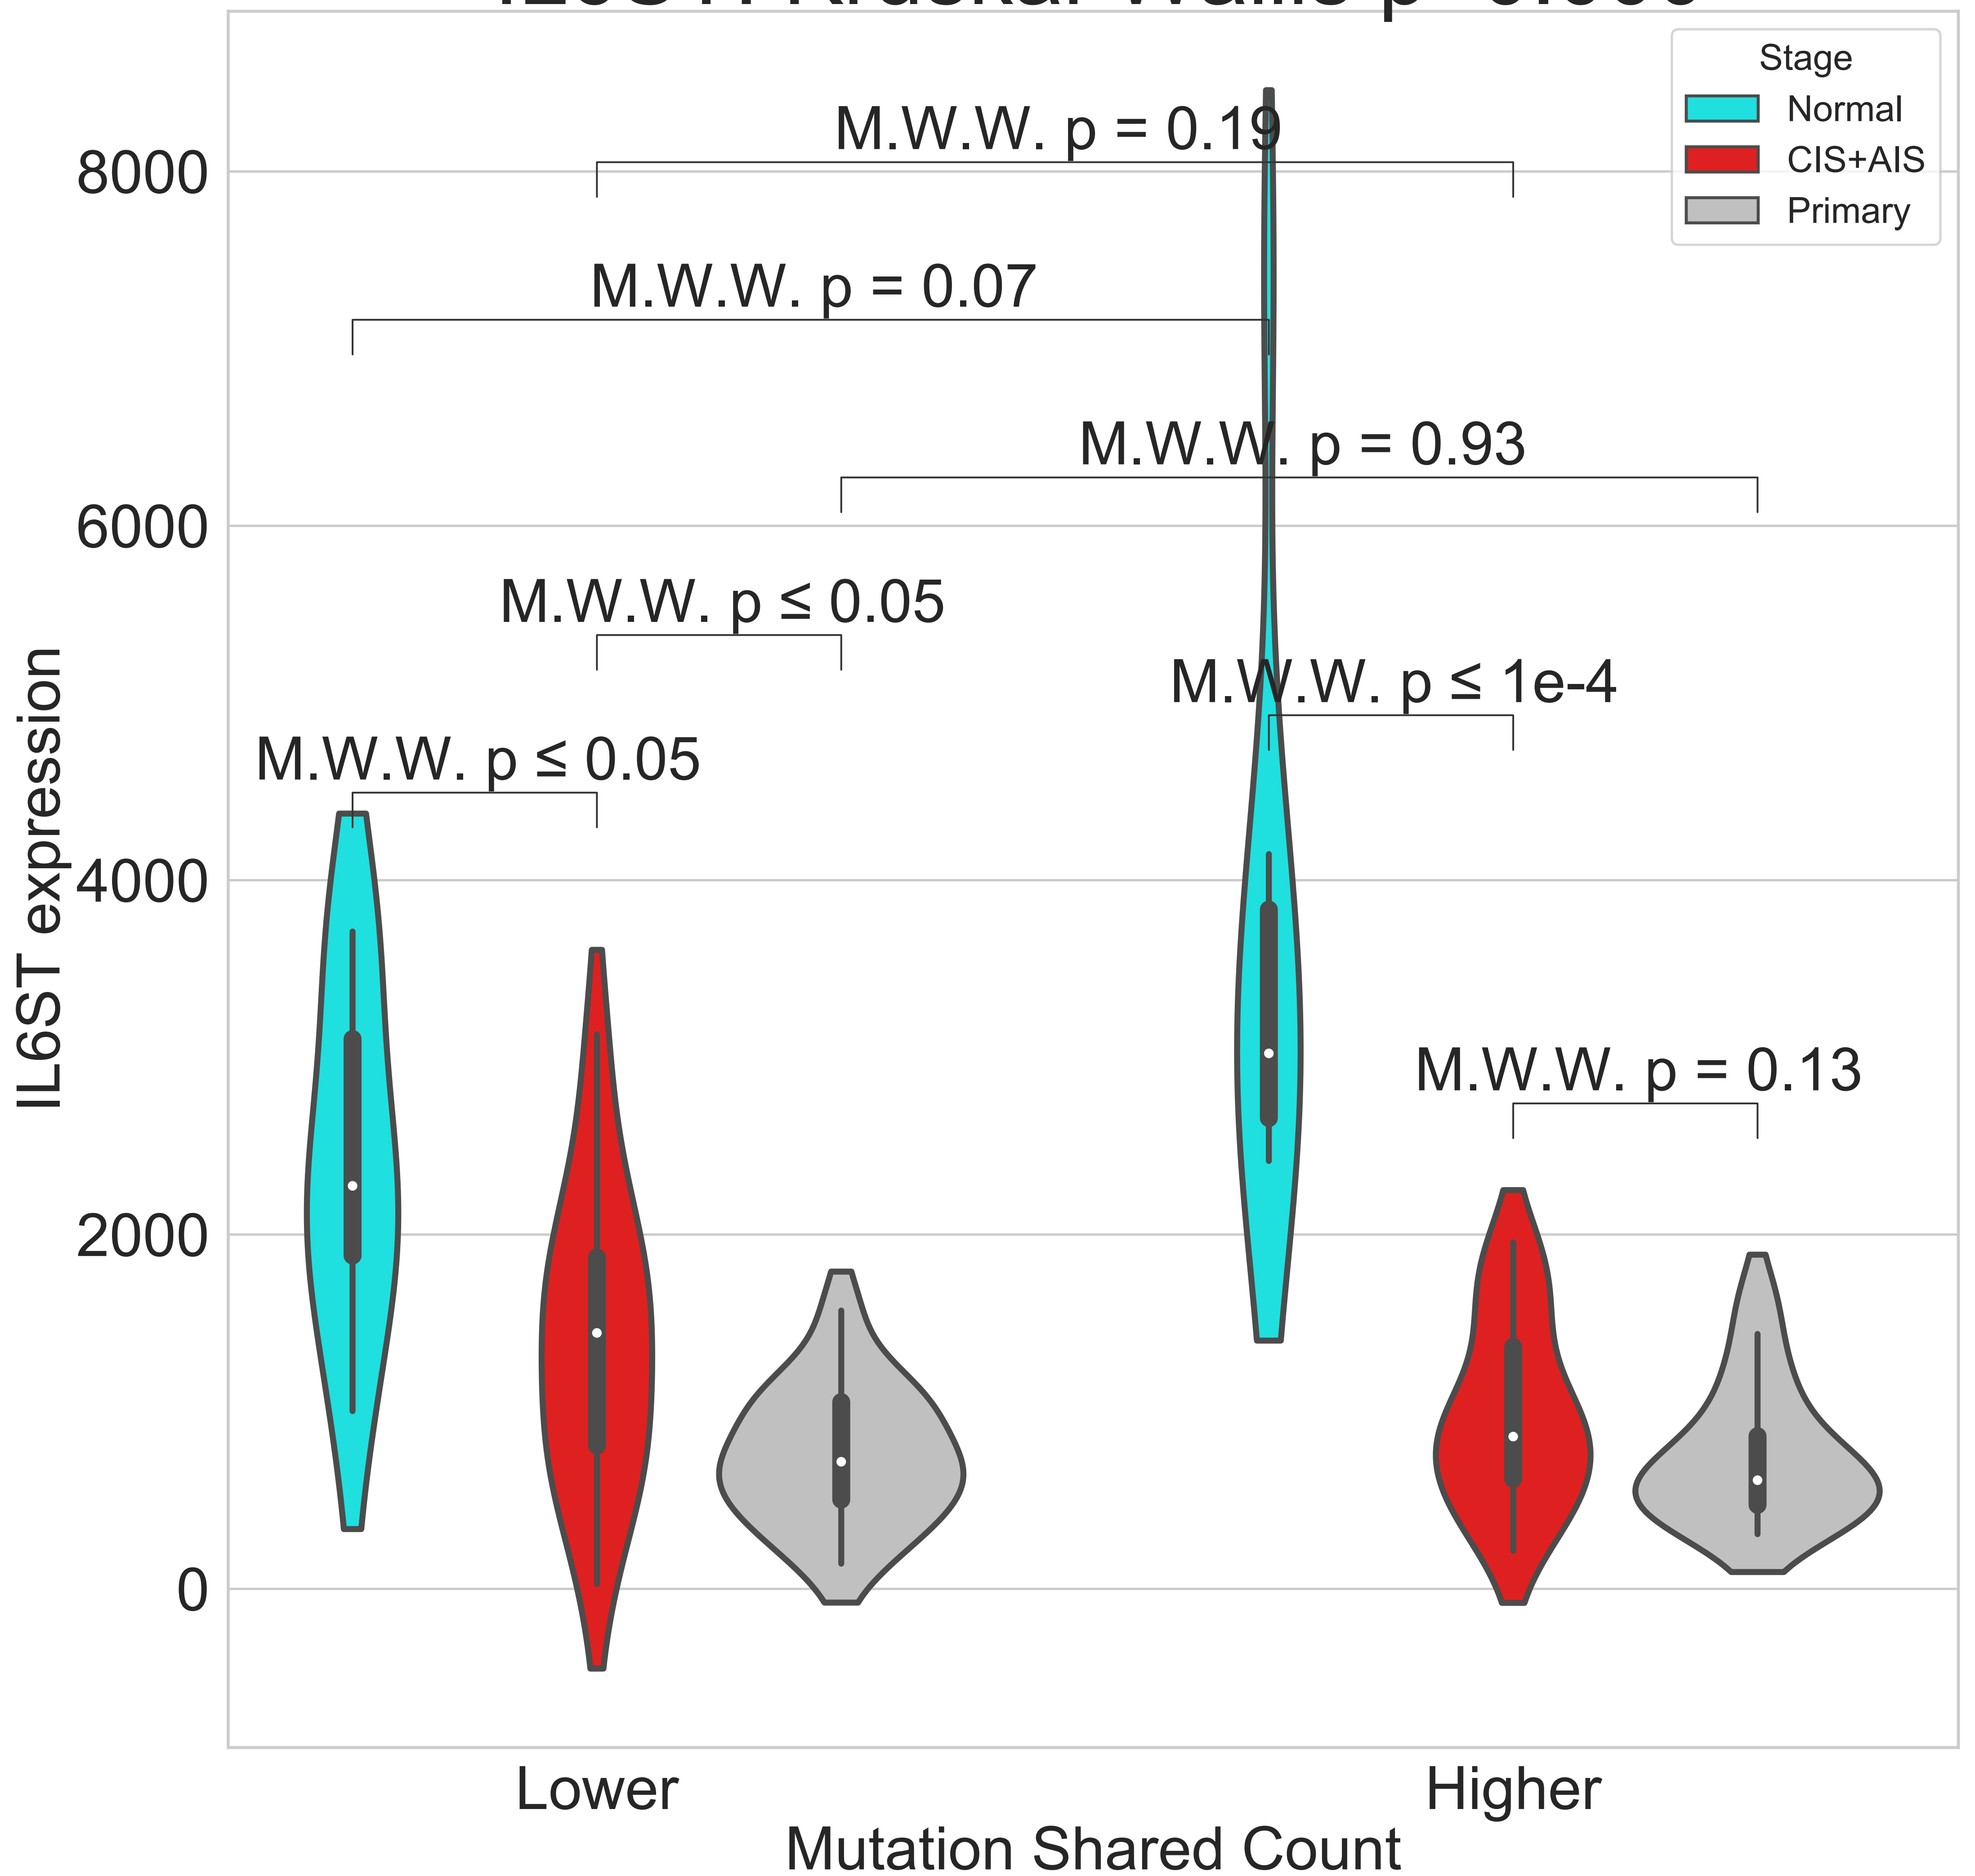 Stage
Normal
CIS+AIS
Primary
M.W.W. p = 0.19
8000
M.W.W. p = 0.07
M.W.W. p = 0.93
6000
M.W.W. p ≤ 0.05
M.W.W. p ≤ 1e-4
M.W.W. p ≤ 0.05
4000
M.W.W. p = 0.13
2000
0
IL6ST expression
Lower
Higher
Mutation Shared Count